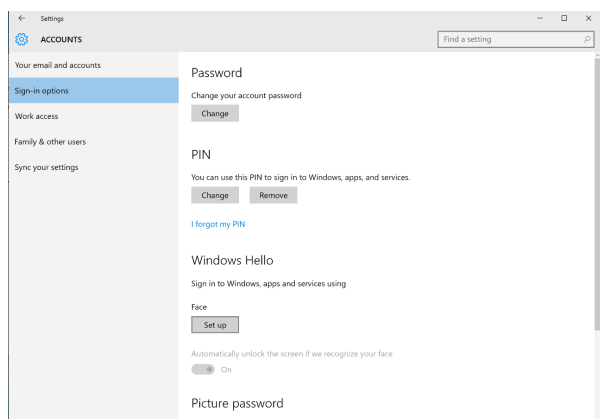 Settings
ACCOUNTS
Find a setting
Your email and accounts
Sign-in options
Work access
Family & other users
Sync your settings
Password
Change your account password
Change
PIN
You can use this PIN to sign in to Windows, apps, and services.
Change Remove
I forgot my PIN
Windows Hello
Sign in to Windows, apps and services using
Face
Set up
Automatically unlock the screen if we recognize your face
On
Picture password